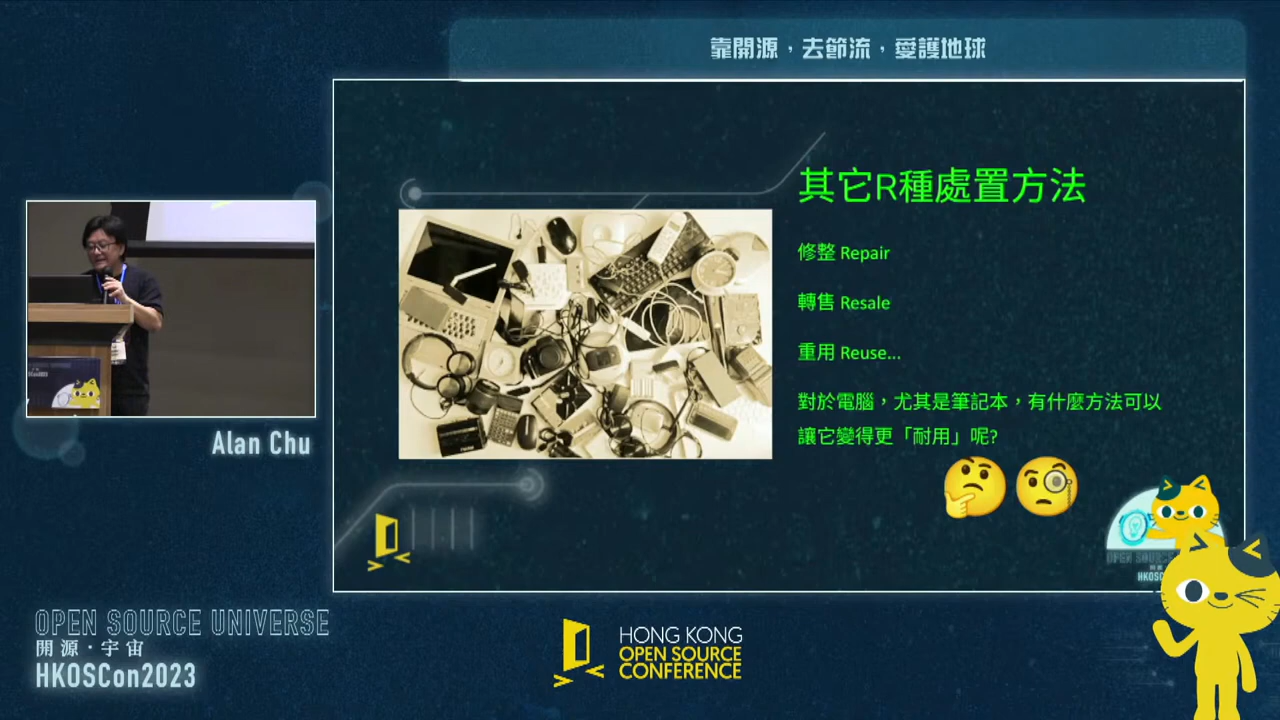 靠開源，去節流，愛護地球
其它R種處置方法
修整 Repair
轉售 Resale
重用 Reuse...
對於電腦，尤其是筆記本，有什麼方法可以
讓它變得更「耐用」呢?
Alan Chu
OPEN SOURCE UNIVERSE
開源·宇宙
HKOSCon2023
HONG KONG
OPEN SOURCE
CONFERENCE